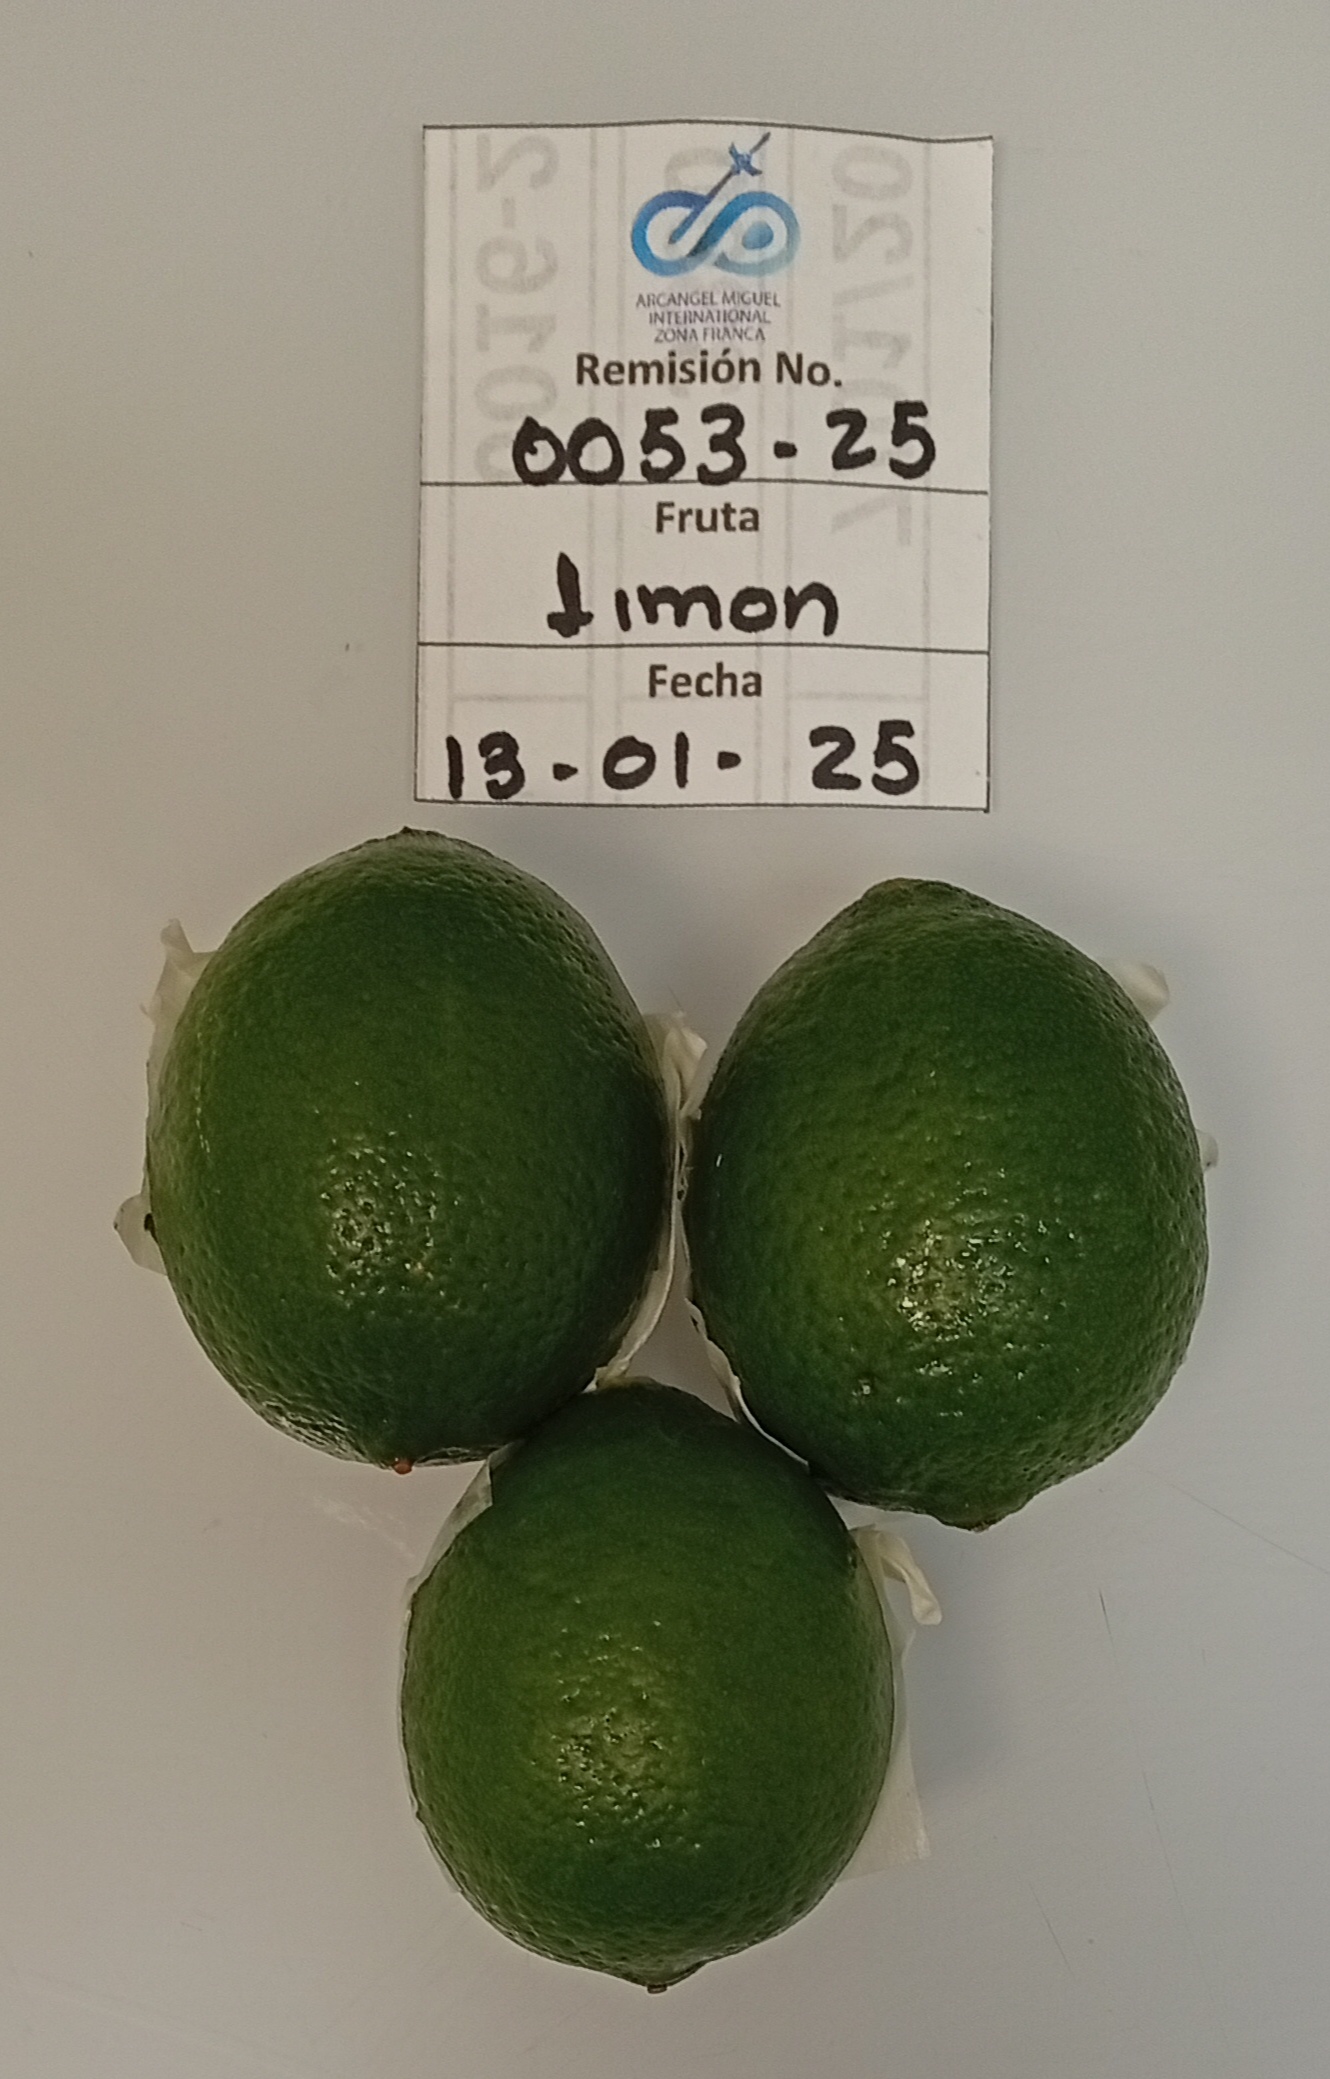 ARCANGEL MIGUEL
INTERNATIONAL
ZONA FRANCA
Remisión No.
0053-25
Fruta
Limon
Fecha
13-01-25